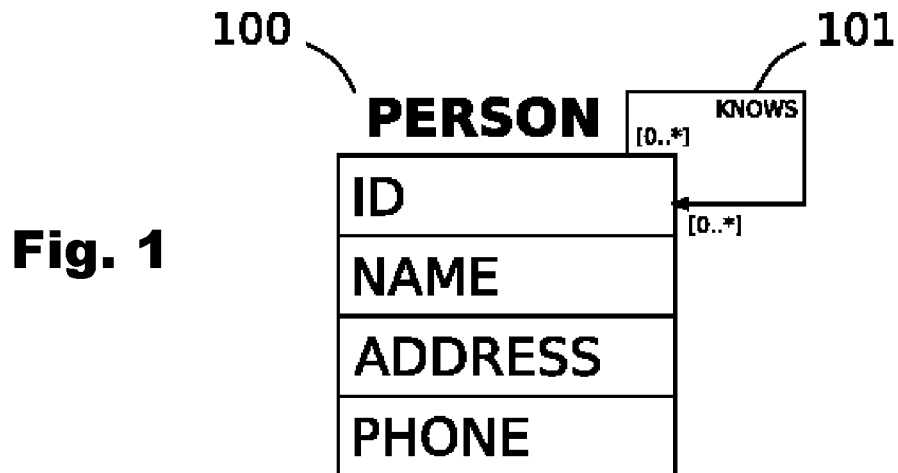 100
101
PERSON
KNOWS
[0..*]
ID
[0..*]
Fig. 1
NAME
ADDRESS
PHONE